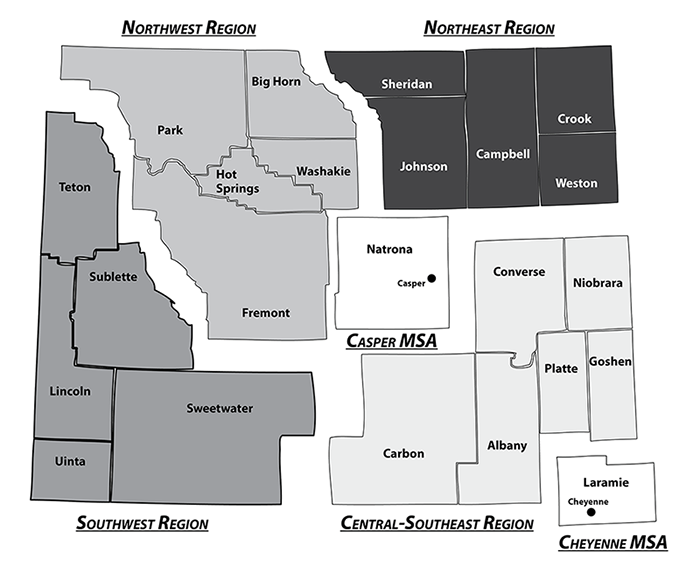 Northwest Region
Northeast Region
Big Horn
Park
Hot
Springs
Washakie
Fremont
Sheridan
Johnson
Campbell
Crook
Weston
Teton
Sublette
Lincoln
Uinta
Sweetwater
Southwest Region
Natrona
Casper
Casper MSA
Converse
Niobrara
Platte
Goshen
Carbon
Albany
Central-Southeast Region
Laramie
Cheyenne
Cheyenne MSA